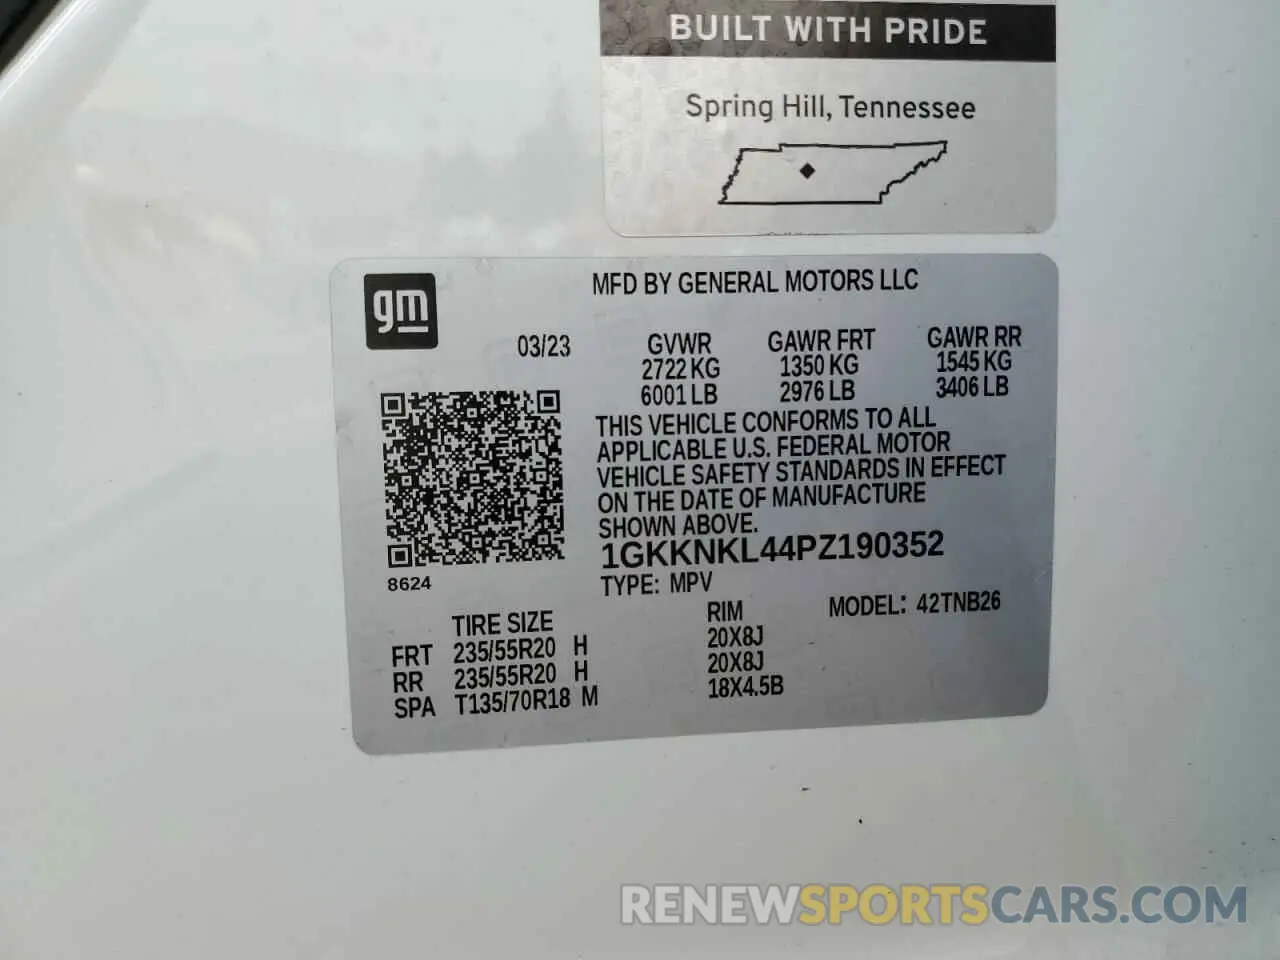 BUILT WITH PRIDE
Spring Hill, Tennessee
gm
MFD BY GENERAL MOTORS LLC
03/23
GVWR GAWR FRT GAWR RR
2722 KG 1350 KG 1545 KG
6001 LB 2976 LB 3406 LB
THIS VEHICLE CONFORMS TO ALL
APPLICABLE U.S. FEDERAL MOTOR
VEHICLE SAFETY STANDARDS IN EFFECT
ON THE DATE OF MANUFACTURE
SHOWN ABOVE.
1GKKNKL44PZ190352
8624
TYPE: MPV
TIRE SIZE RIM MODEL: 42TNB26
FRT 235/55R20 H 20X8J
RR 235/55R20 H 20X8J
SPA T135/70R18 M 18X4.5B
RENEWSPORTSCARS.COM